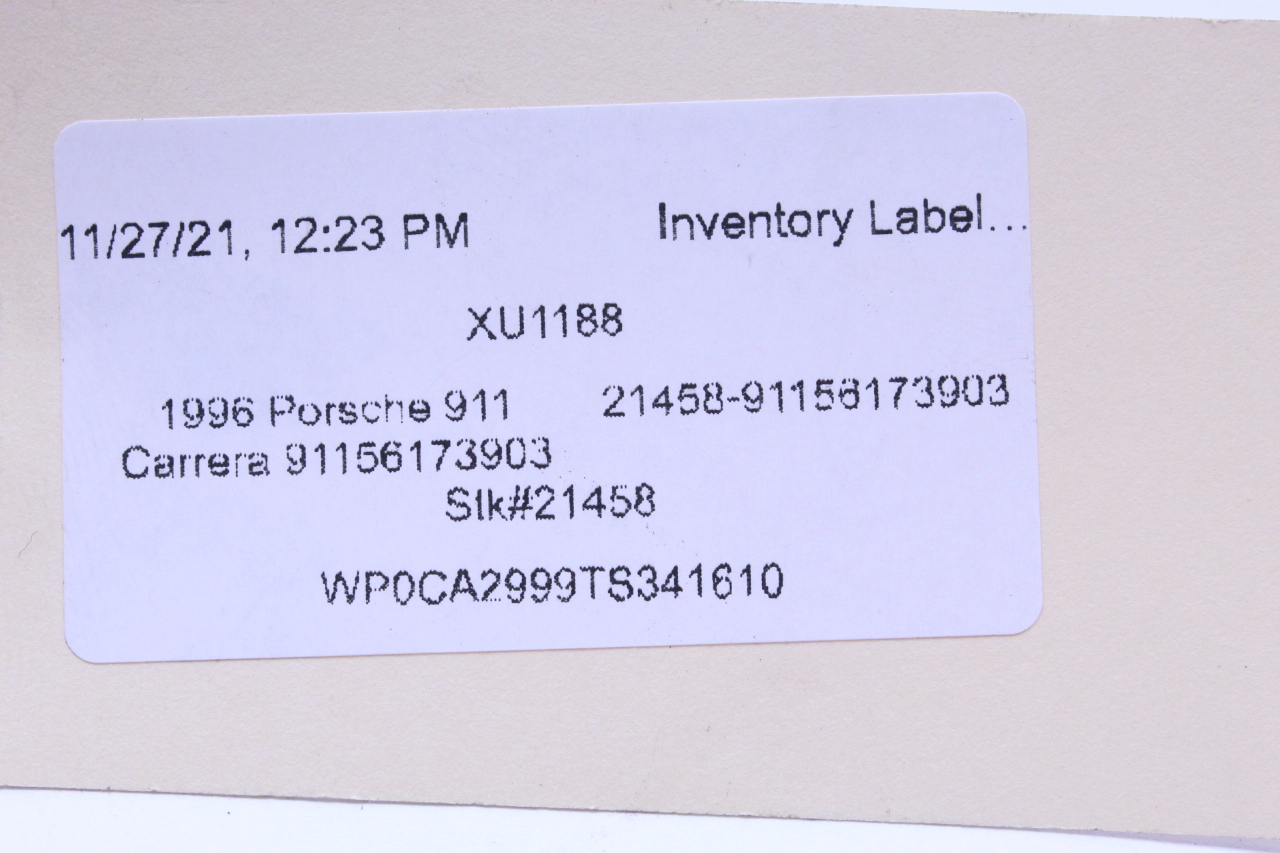 11/27/21, 12:23 PM Inventory Label...
XU1188
1996 Porsche 911 21458-91156173903
Carrera 91156173903
Stk#21458
WP0CA2999TS341610